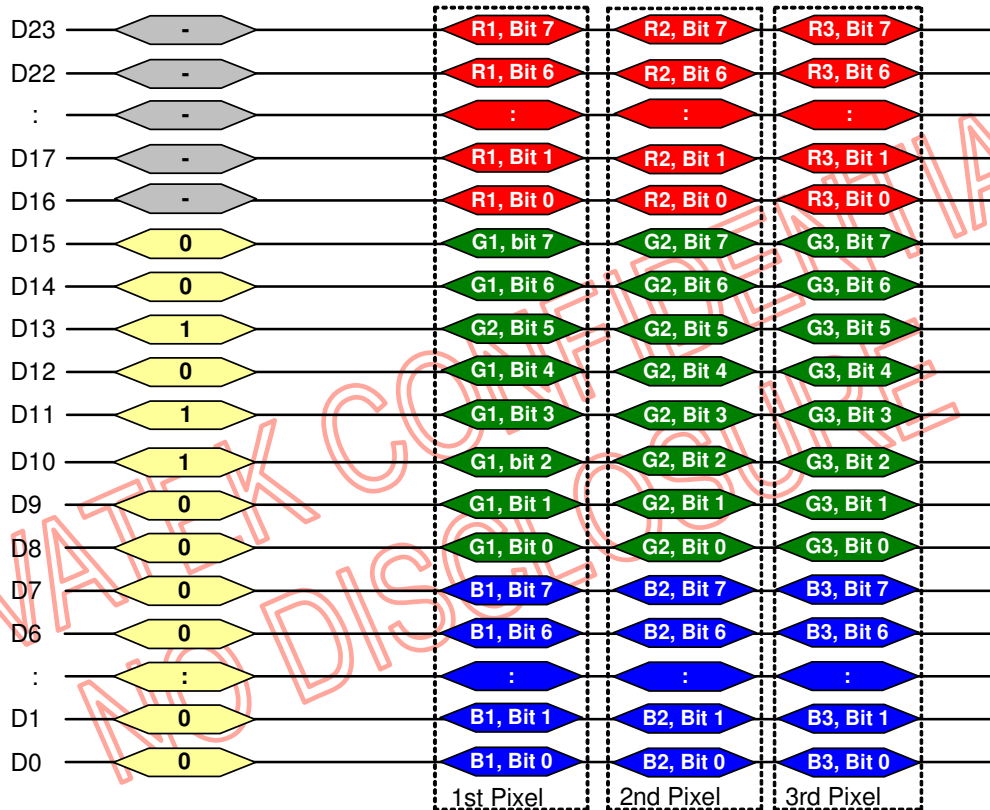 D23 - R1, Bit 7 R2, Bit 7 R3, Bit 7
D22 - R1, Bit 6 R2, Bit 6 R3, Bit 6
: - : : :
D17 - R1, Bit 1 R2, Bit 1 R3, Bit 1
D16 - R1, Bit 0 R2, Bit 0 R3, Bit 0
D15 0 G1, bit 7 G2, Bit 7 G3, Bit 7
D14 0 G1, Bit 6 G2, Bit 6 G3, Bit 6
D13 1 G2, Bit 5 G2, Bit 5 G3, Bit 5
D12 0 G1, Bit 4 G2, Bit 4 G3, Bit 4
D11 1 G1, Bit 3 G2, Bit 3 G3, Bit 3
D10 1 G1, bit 2 G2, Bit 2 G3, Bit 2
D9 0 G1, Bit 1 G2, Bit 1 G3, Bit 1
D8 0 G1, Bit 0 G2, Bit 0 G3, Bit 0
D7 0 B1, Bit 7 B2, Bit 7 B3, Bit 7
D6 0 B1, Bit 6 B2, Bit 6 B3, Bit 6
: : : : :
D1 0 B1, Bit 1 B2, Bit 1 B3, Bit 1
D0 0 B1, Bit 0 B2, Bit 0 B3, Bit 0
1st Pixel 2nd Pixel 3rd Pixel
VATEK CONFIDENTIA
NO DISCLOSURE